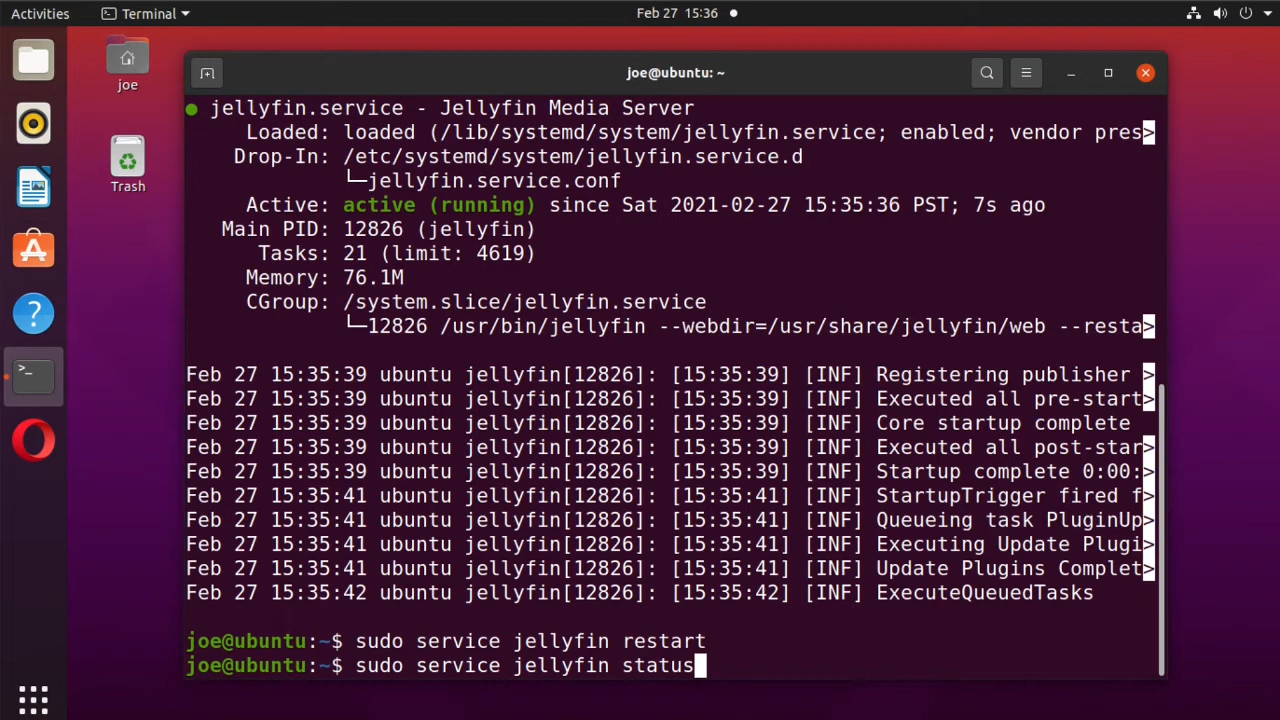 Activities Terminal Feb 27 15:36
joe
Trash
joe@ubuntu: ~
● jellyfin.service - Jellyfin Media Server
Loaded: loaded (/lib/systemd/system/jellyfin.service; enabled; vendor pres>
Drop-In: /etc/systemd/system/jellyfin.service.d
└─jellyfin.service.conf
Active: active (running) since Sat 2021-02-27 15:35:36 PST; 7s ago
Main PID: 12826 (jellyfin)
Tasks: 21 (limit: 4619)
Memory: 76.1M
CGroup: /system.slice/jellyfin.service
└─12826 /usr/bin/jellyfin --webdir=/usr/share/jellyfin/web --resta>
Feb 27 15:35:39 ubuntu jellyfin[12826]: [15:35:39] [INF] Registering publisher >
Feb 27 15:35:39 ubuntu jellyfin[12826]: [15:35:39] [INF] Executed all pre-start>
Feb 27 15:35:39 ubuntu jellyfin[12826]: [15:35:39] [INF] Core startup complete
Feb 27 15:35:39 ubuntu jellyfin[12826]: [15:35:39] [INF] Executed all post-star>
Feb 27 15:35:39 ubuntu jellyfin[12826]: [15:35:39] [INF] Startup complete 0:00:>
Feb 27 15:35:41 ubuntu jellyfin[12826]: [15:35:41] [INF] StartupTrigger fired f>
Feb 27 15:35:41 ubuntu jellyfin[12826]: [15:35:41] [INF] Queueing task PluginUp>
Feb 27 15:35:41 ubuntu jellyfin[12826]: [15:35:41] [INF] Executing Update Plugi>
Feb 27 15:35:41 ubuntu jellyfin[12826]: [15:35:41] [INF] Update Plugins Complet>
Feb 27 15:35:42 ubuntu jellyfin[12826]: [15:35:42] [INF] ExecuteQueuedTasks
joe@ubuntu:~$ sudo service jellyfin restart
joe@ubuntu:~$ sudo service jellyfin status